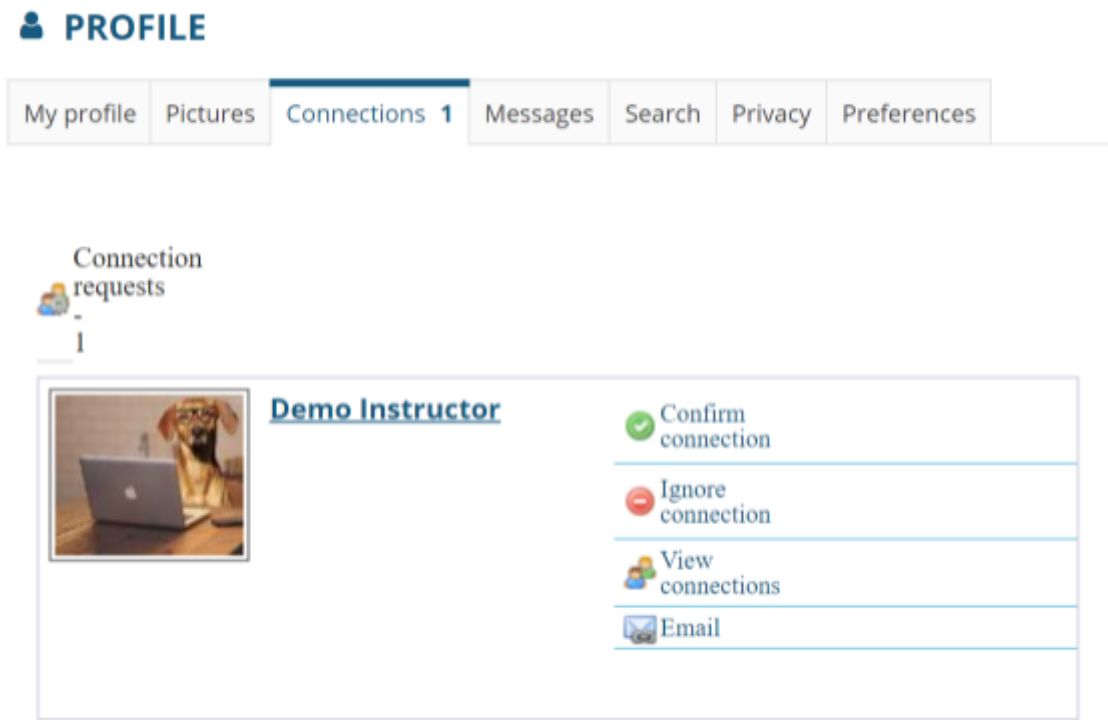 PROFILE
My profile Pictures Connections 1 Messages Search Privacy Preferences
Connection
requests
-
1
Demo Instructor
Confirm
connection
Ignore
connection
View
connections
Email